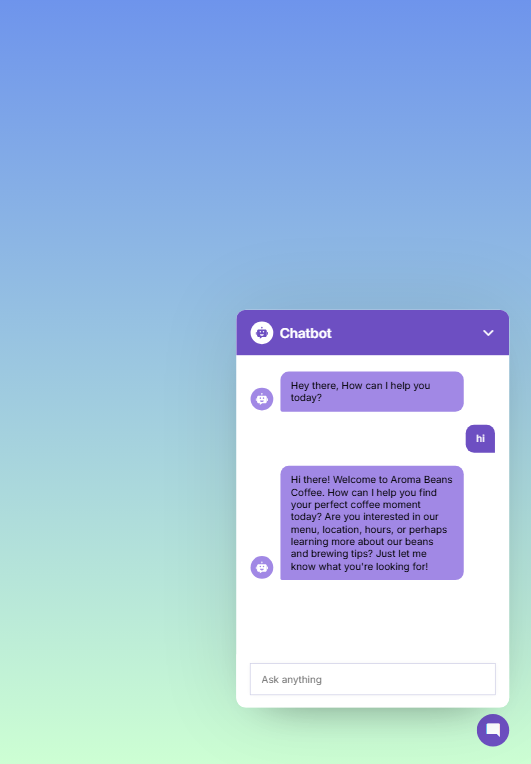 Chatbot
Hey there, How can I help you
today?
hi
Hi there! Welcome to Aroma Beans
Coffee. How can I help you find
your perfect coffee moment
today? Are you interested in our
menu, location, hours, or perhaps
learning more about our beans
and brewing tips? Just let me
know what you're looking for!
Ask anything